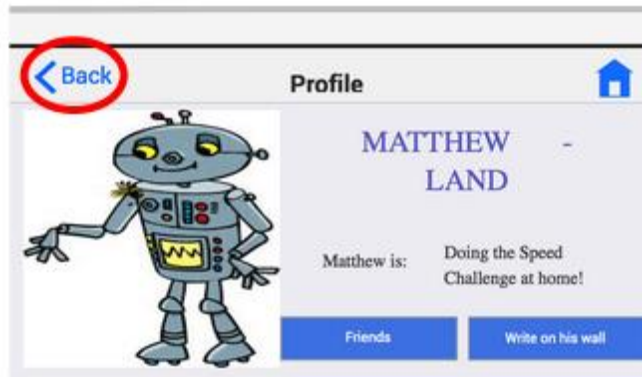 Back
Profile
MATTHEW -
LAND
Matthew is:
Doing the Speed
Challenge at home!
Friends
Write on his wall